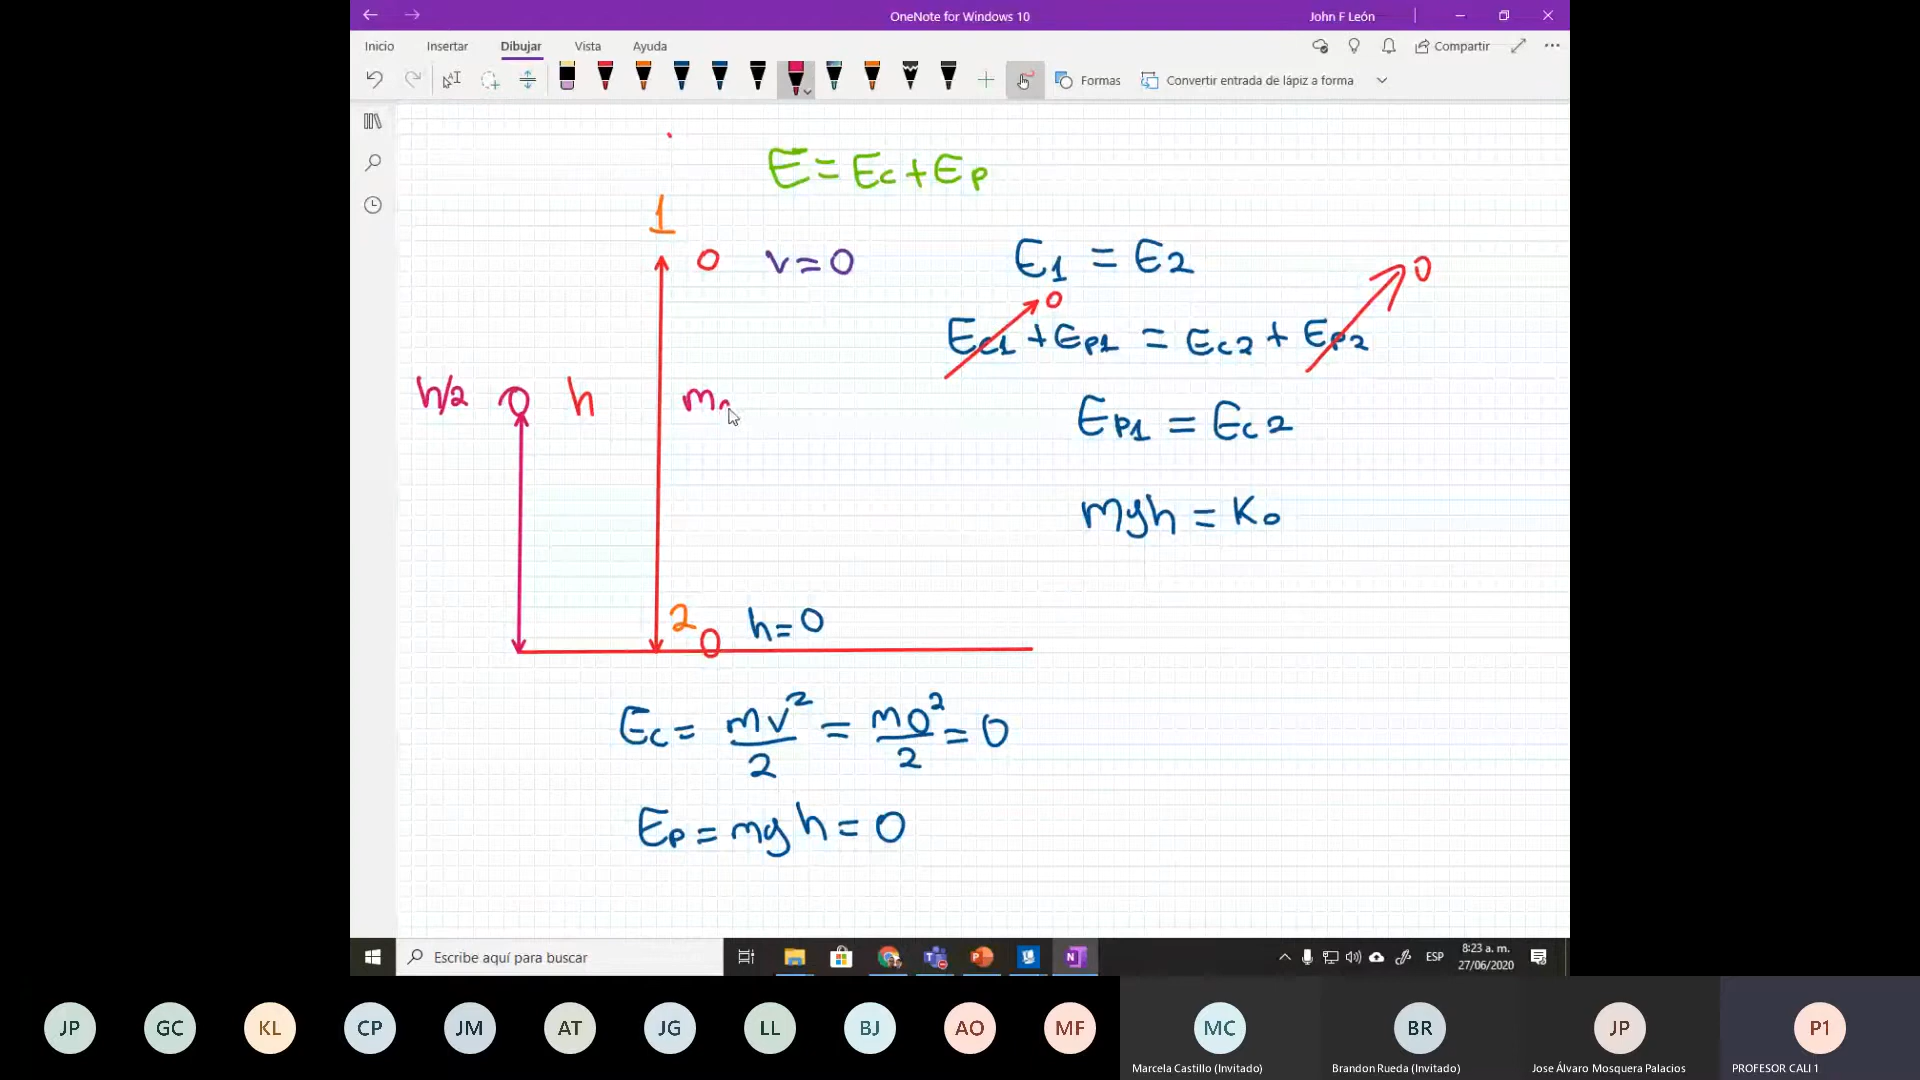 OneNote for Windows 10
John F León
Inicio Insertar Dibujar Vista Ayuda
Compartir
Formas
Convertir entrada de lápiz a forma
E = Ec + Ep
1
0 v = 0
E1 = E2
0
0
Ec1 + Ep1 = Ec2 + Ep2
h/2 h m
Ep1 = Ec2
mgh = Ko
2
0 h = 0
Ec = mv²/2 = m0²/2 = 0
Ep = mgh = 0
Escribe aquí para buscar
ESP
8:23 a. m.
27/06/2020
JP GC KL CP JM AT JG LL BJ AO MF MC BR JP P1
Marcela Castillo (Invitado) Brandon Rueda (Invitado) Jose Álvaro Mosquera Palacios PROFESOR CALI 1